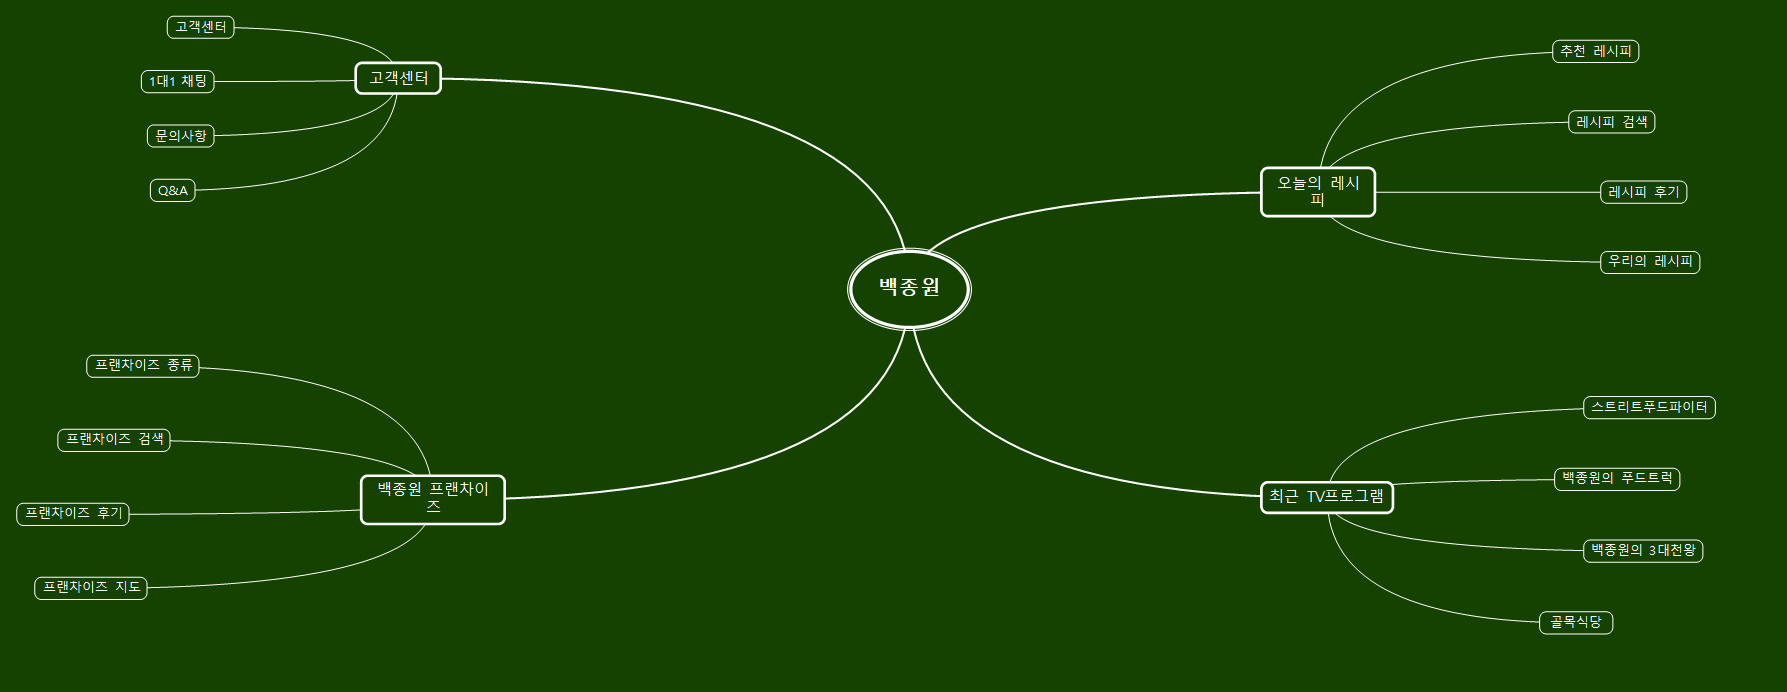 고객센터
고객센터
1대1 채팅
문의사항
Q&A
추천 레시피
레시피 검색
오늘의 레시
피
레시피 후기
우리의 레시피
백종원
프랜차이즈 종류
프랜차이즈 검색
백종원 프랜차이
즈
프랜차이즈 후기
프랜차이즈 지도
스트리트푸드파이터
백종원의 푸드트럭
최근 TV프로그램
백종원의 3대천왕
골목식당